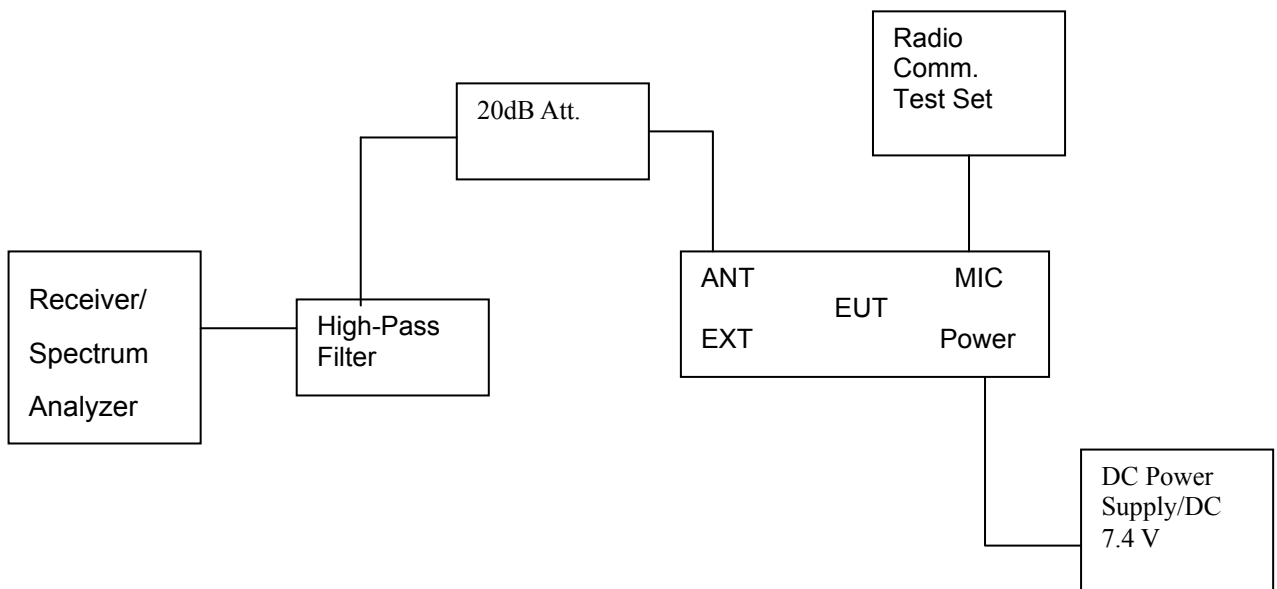 Radio
Comm.
Test Set
20dB Att.
Receiver/
Spectrum
Analyzer
High-Pass
Filter
ANT
MIC
EUT
EXT
Power
DC Power
Supply/DC
7.4 V